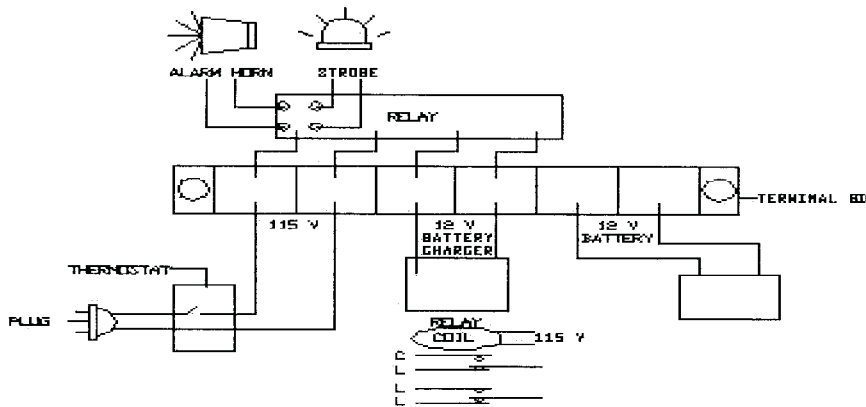 ALARM HORN STROBE
RELAY
TERMINAL BD
115 V
12 V BATTERY CHARGER
12 V BATTERY
THERMOSTAT
PLUG
RELAY COIL
115 V
C
L
L
L